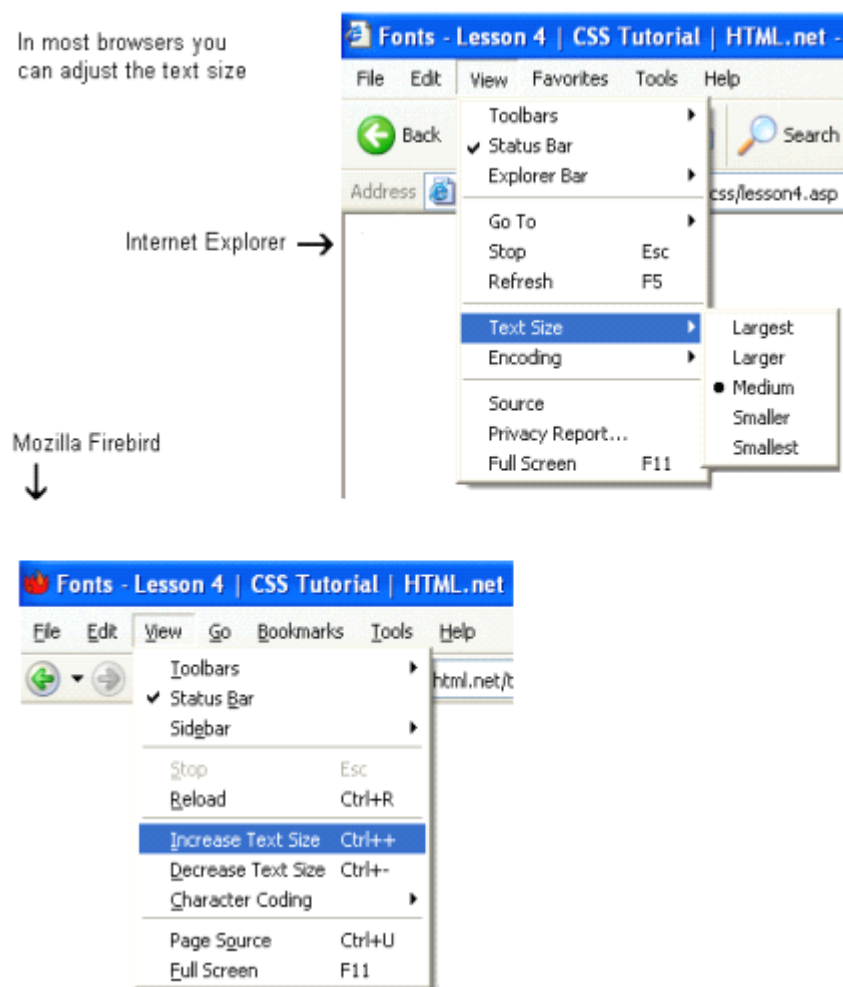 In most browsers you
can adjust the text size
Fonts - Lesson 4 | CSS Tutorial | HTML.net -
File Edit View Favorites Tools Help
Back
Search
Address
css/lesson4.asp
Toolbars
Status Bar
Explorer Bar
Go To
Stop Esc
Refresh F5
Text Size
Encoding
Source
Privacy Report...
Full Screen F11
Largest
Larger
Medium
Smaller
Smallest
Internet Explorer →
Mozilla Firebird
↓
Fonts - Lesson 4 | CSS Tutorial | HTML.net
File Edit View Go Bookmarks Tools Help
html.net/t
Toolbars
Status Bar
Sidebar
Stop Esc
Reload Ctrl+R
Increase Text Size Ctrl++
Decrease Text Size Ctrl+-
Character Coding
Page Source Ctrl+U
Full Screen F11